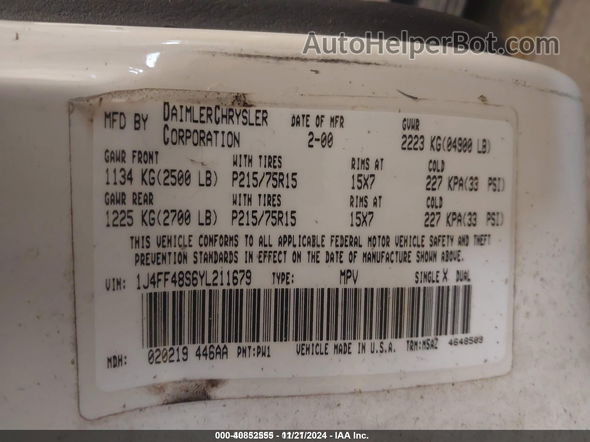 AutoHelperBot.com
MFD BY DAIMLERCHRYSLER CORPORATION DATE OF MFR 2-00 GVWR 2223 KG(04900 LB)
GAWR FRONT WITH TIRES RIMS AT COLD
1134 KG(2500 LB) P215/75R15 15X7 227 KPA(33 PSI)
GAWR REAR WITH TIRES RIMS AT COLD
1225 KG(2700 LB) P215/75R15 15X7 227 KPA(33 PSI)
THIS VEHICLE CONFORMS TO ALL APPLICABLE FEDERAL MOTOR VEHICLE SAFETY AND THEFT
PREVENTION STANDARDS IN EFFECT ON THE DATE OF MANUFACTURE SHOWN ABOVE.
VIN: 1J4FF48S6YL211679 TYPE: MPV SINGLE X DUAL
MDH: 020219 446AA PNT:PW1 VEHICLE MADE IN U.S.A. TRM:MSAZ 4648509
000-40852555 - 11/21/2024 - IAA Inc.